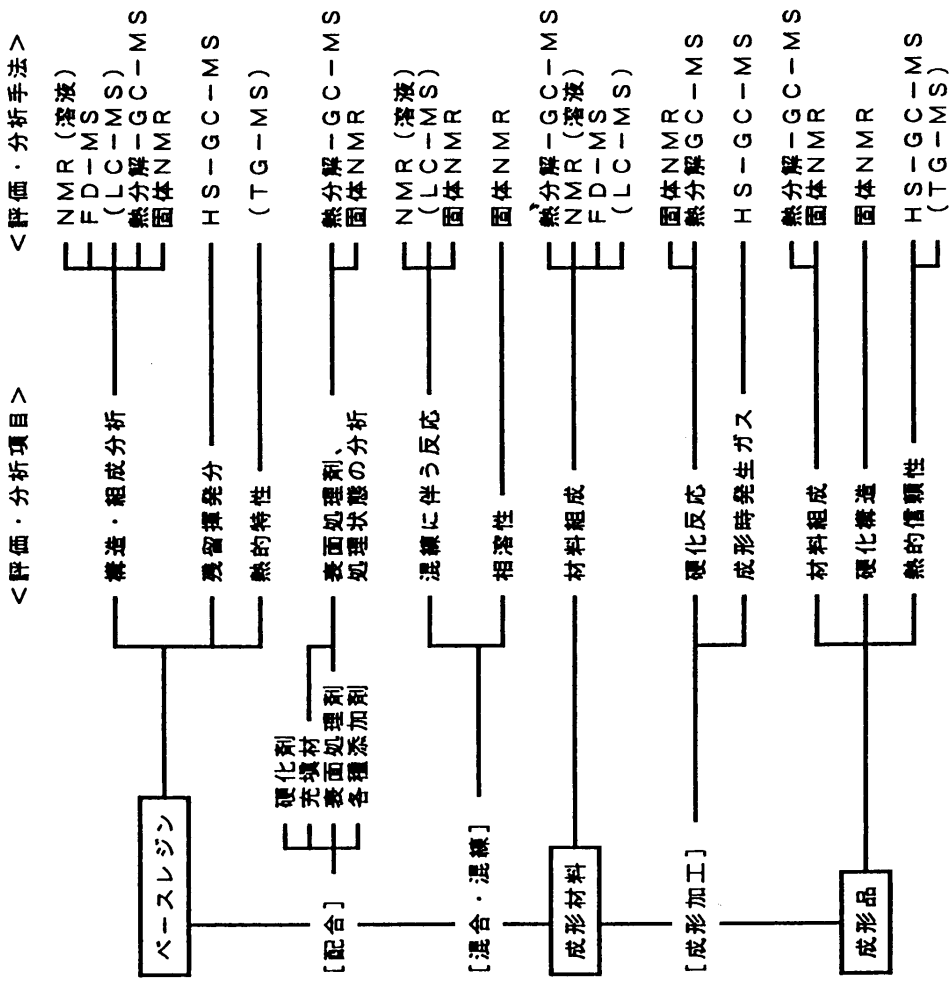 <評価・分析項目>
<評価・分析手法>
ベースレジン
構造・組成分析
NMR(溶液)
FD-MS
(LC-MS)
熱分解-GC-MS
固体NMR
残留揮発分
HS-GC-MS
熱的特性
(TG-MS)
[配合]
硬化剤
充填材
表面処理剤
各種添加剤
表面処理剤、
処理状態の分析
熱分解-GC-MS
固体NMR
[混合・混練]
混練に伴う反応
NMR(溶液)
(LC-MS)
固体NMR
相溶性
固体NMR
成形材料
材料組成
熱分解-GC-MS
NMR(溶液)
FD-MS
(LC-MS)
[成形加工]
硬化反応
固体NMR
熱分解GC-MS
成形時発生ガス
HS-GC-MS
成形品
材料組成
熱分解-GC-MS
固体NMR
硬化構造
固体NMR
熱的信頼性
HS-GC-MS
(TG-MS)